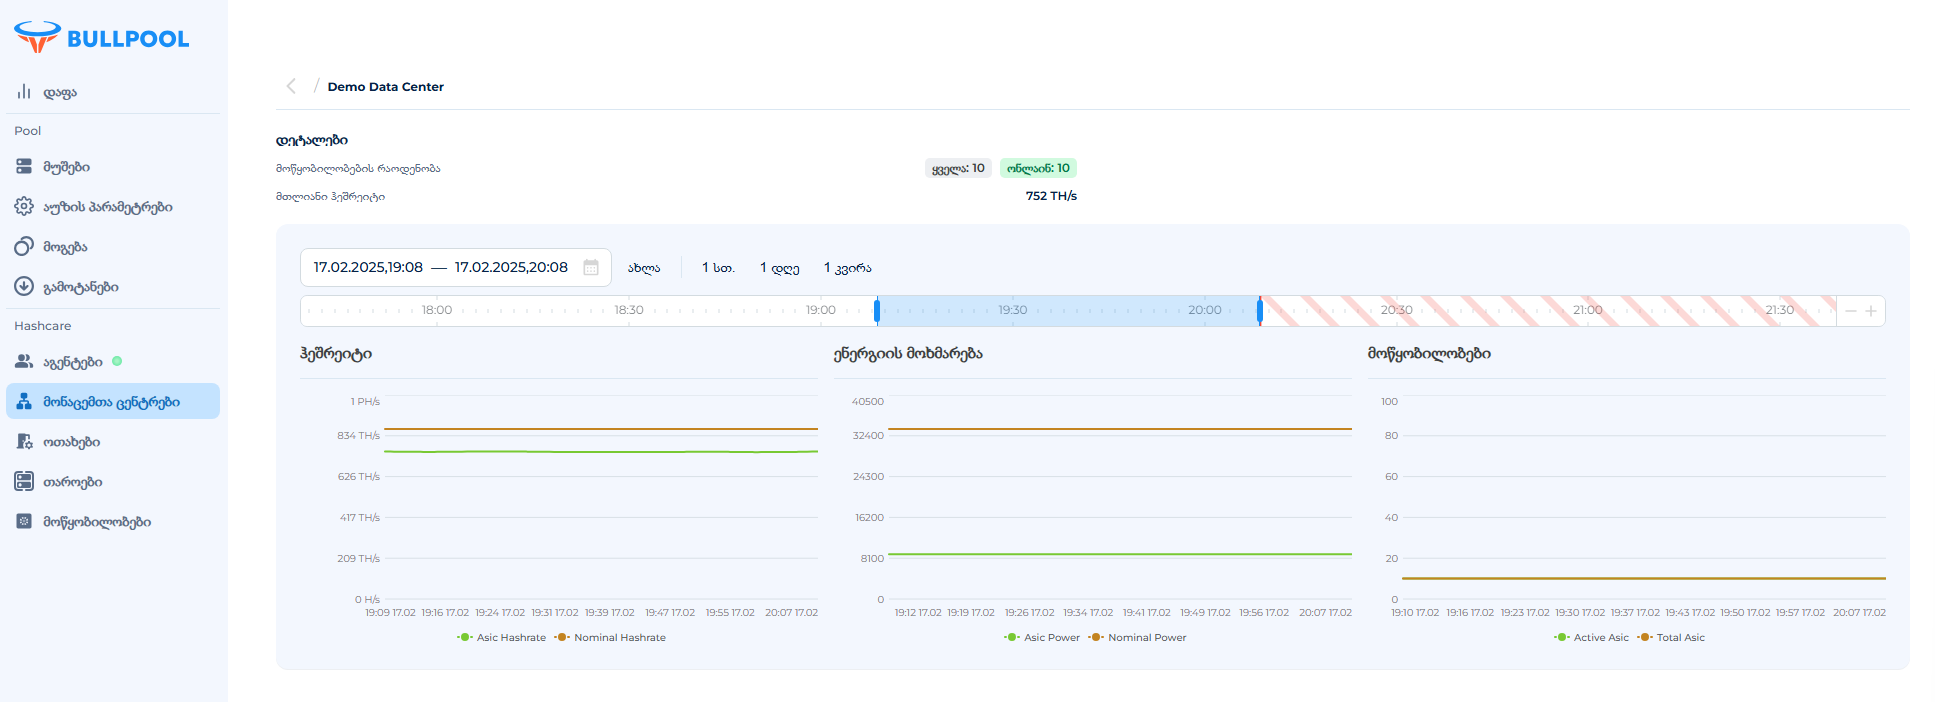 BULLPOOL
დაფა
Pool
მუშები
აუზის პარამეტრები
მოგება
გამოტანები
Hashcare
აგენტები
მონაცემთა ცენტრები
ოთახები
თაროები
მოწყობილობები
/ Demo Data Center
დეტალები
მოწყობილობების რაოდენობა ყველა: 10 ონლაინ: 10
მთლიანი ჰეშრეიტი 752 TH/s
17.02.2025,19:08 — 17.02.2025,20:08 ახლა 1 სთ. 1 დღე 1 კვირა
18:00 18:30 19:00 19:30 20:00 20:30 21:00 21:30
ჰეშრეიტი
1 PH/s
834 TH/s
626 TH/s
417 TH/s
209 TH/s
0 H/s
19:09 17.02 19:16 17.02 19:24 17.02 19:31 17.02 19:39 17.02 19:47 17.02 19:55 17.02 20:07 17.02
Asic Hashrate Nominal Hashrate
ენერგიის მოხმარება
40500
32400
24300
16200
8100
0
19:12 17.02 19:19 17.02 19:26 17.02 19:34 17.02 19:41 17.02 19:49 17.02 19:56 17.02 20:07 17.02
Asic Power Nominal Power
მოწყობილობები
100
80
60
40
20
0
19:10 17.02 19:16 17.02 19:23 17.02 19:30 17.02 19:37 17.02 19:43 17.02 19:50 17.02 19:57 17.02 20:07 17.02
Active Asic Total Asic